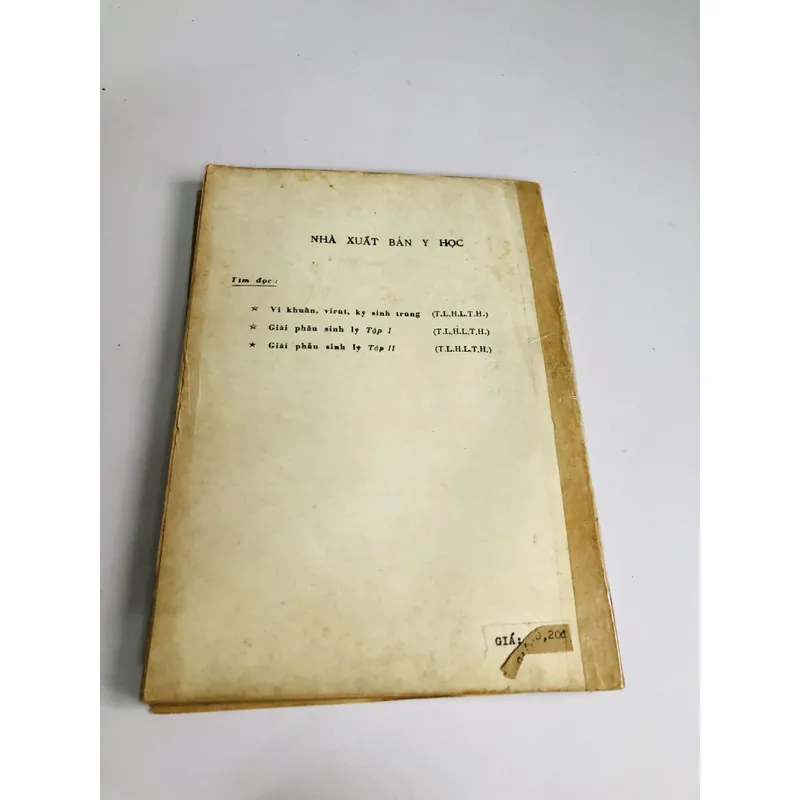 NHÀ XUẤT BẢN Y HỌC
Tìm đọc:
* Vi khuẩn, virut, ký sinh trùng (T.L.H.L.T.H.)
* Giải phẫu sinh lý Tập I (T.L.H.L.T.H.)
* Giải phẫu sinh lý Tập II (T.L.H.L.T.H.)
GIÁ: